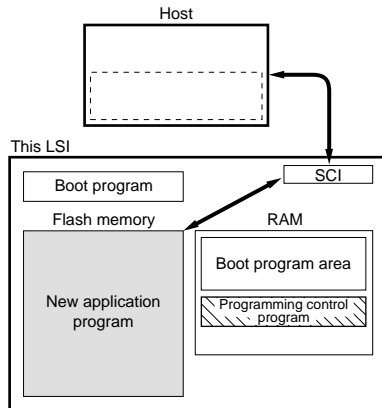 Host
This LSI
SCI
Boot program
Flash memory
RAM
New application
program
Boot program area
Programming control
program